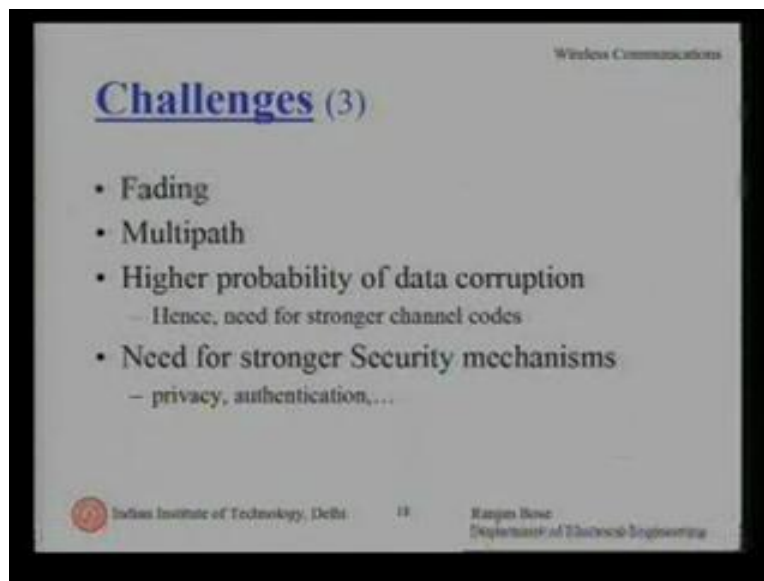 Wireless Communications
Challenges (3)
• Fading
• Multipath
• Higher probability of data corruption
– Hence, need for stronger channel codes
• Need for stronger Security mechanisms
– privacy, authentication,...
Indian Institute of Technology, Delhi 18 Ranjan Bose
Department of Electrical Engineering